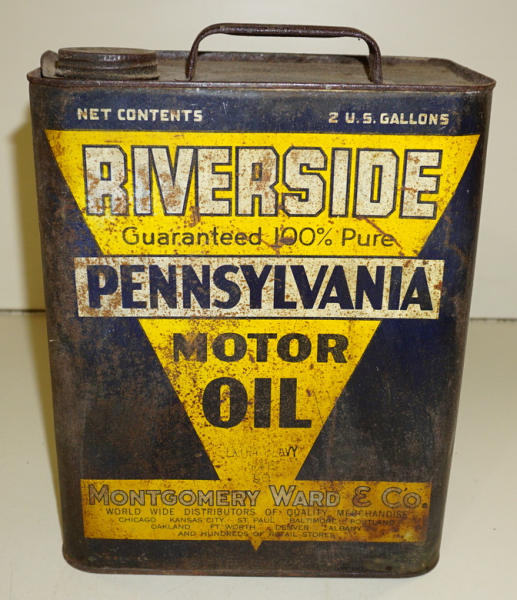 NET CONTENTS 2 U.S. GALLONS
RIVERSIDE
Guaranteed 100% Pure
PENNSYLVANIA
MOTOR
OIL
MONTGOMERY WARD & CO.
WORLD WIDE DISTRIBUTORS OF QUALITY MERCHANDISE
CHICAGO KANSAS CITY ST. PAUL BALTIMORE PORTLAND
OAKLAND FT. WORTH DENVER ALBANY
AND HUNDREDS OF RETAIL STORES